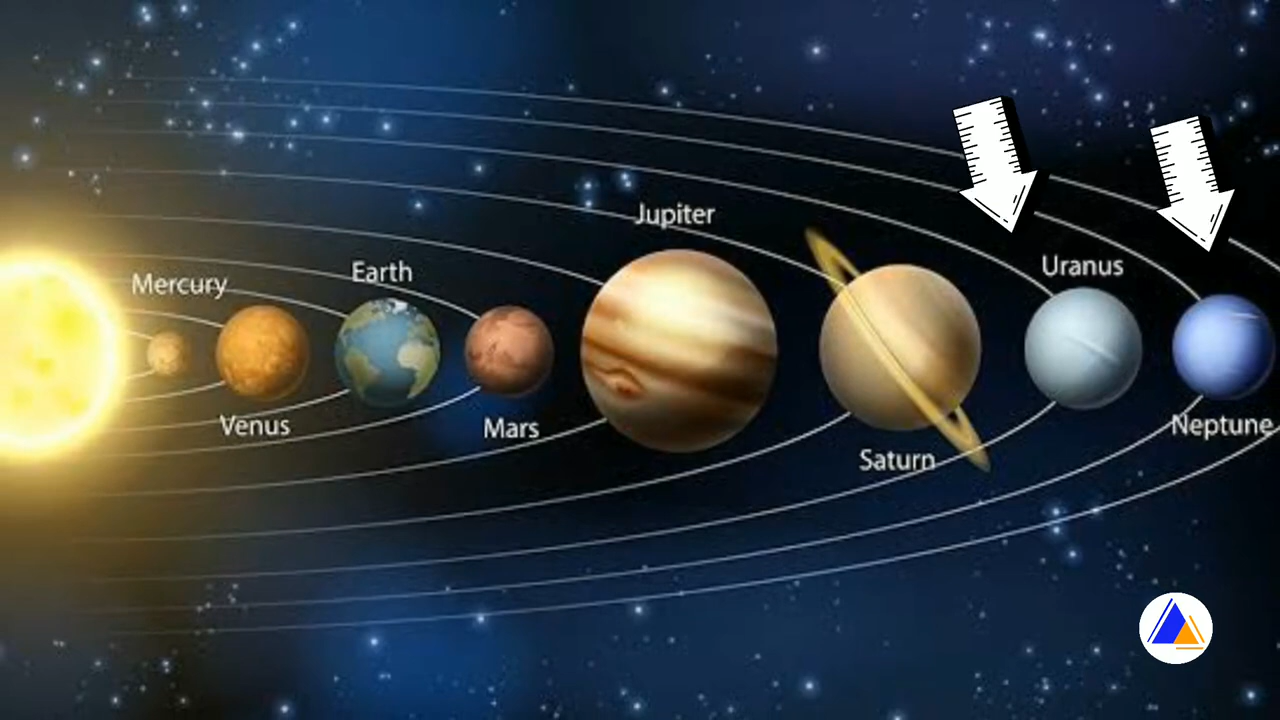 Mercury
Venus
Earth
Mars
Jupiter
Saturn
Uranus
Neptune